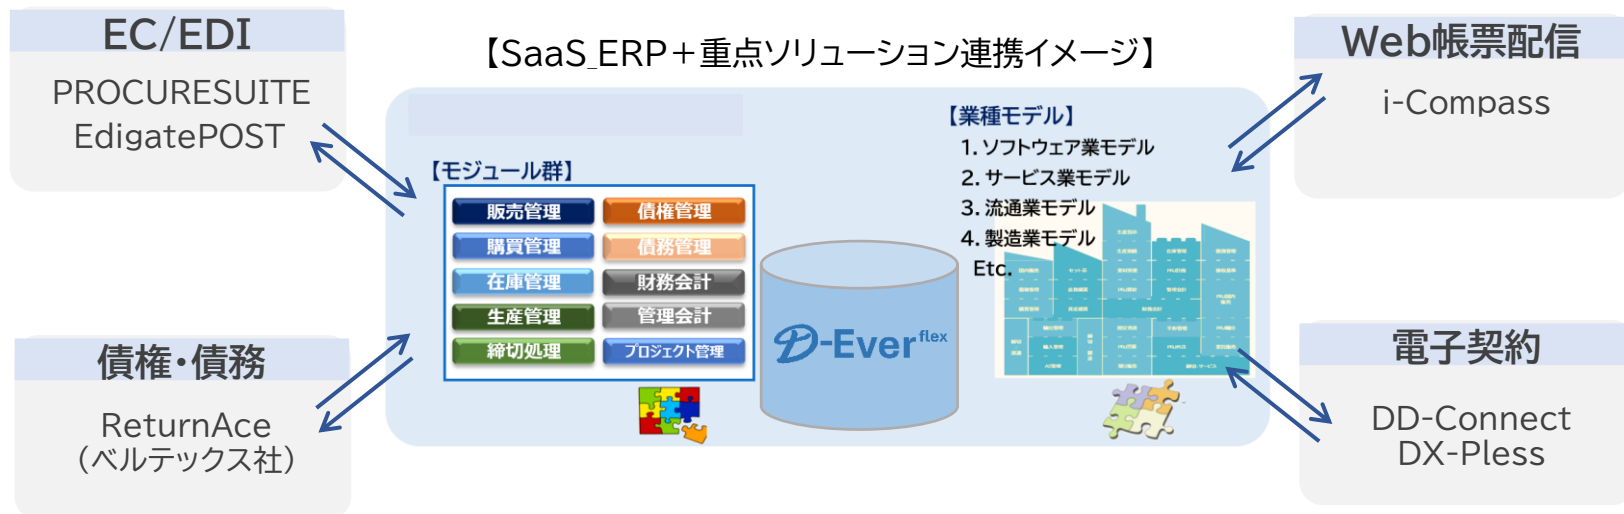 EC/EDI
PROCURESUITE
EdigatePOST
【SaaS_ERP＋重点ソリューション連携イメージ】
Web帳票配信
i-Compass
【モジュール群】
販売管理
債権管理
購買管理
債務管理
在庫管理
財務会計
生産管理
管理会計
締切処理
プロジェクト管理
D-Ever flex
【業種モデル】
1. ソフトウェア業モデル
2. サービス業モデル
3. 流通業モデル
4. 製造業モデル
Etc.
債権・債務
ReturnAce
（ベルテックス社）
電子契約
DD-Connect
DX-Pless